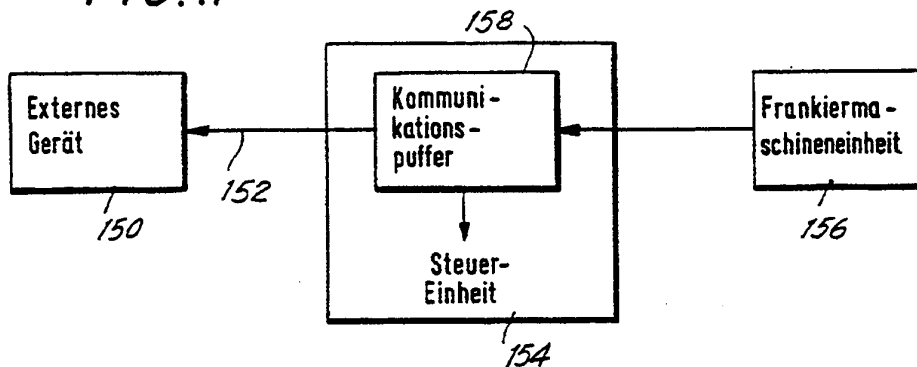 158
Externes
Gerät
Kommuni-
kations-
puffer
Frankierma-
schineneinheit
152
150
156
Steuer-
Einheit
154